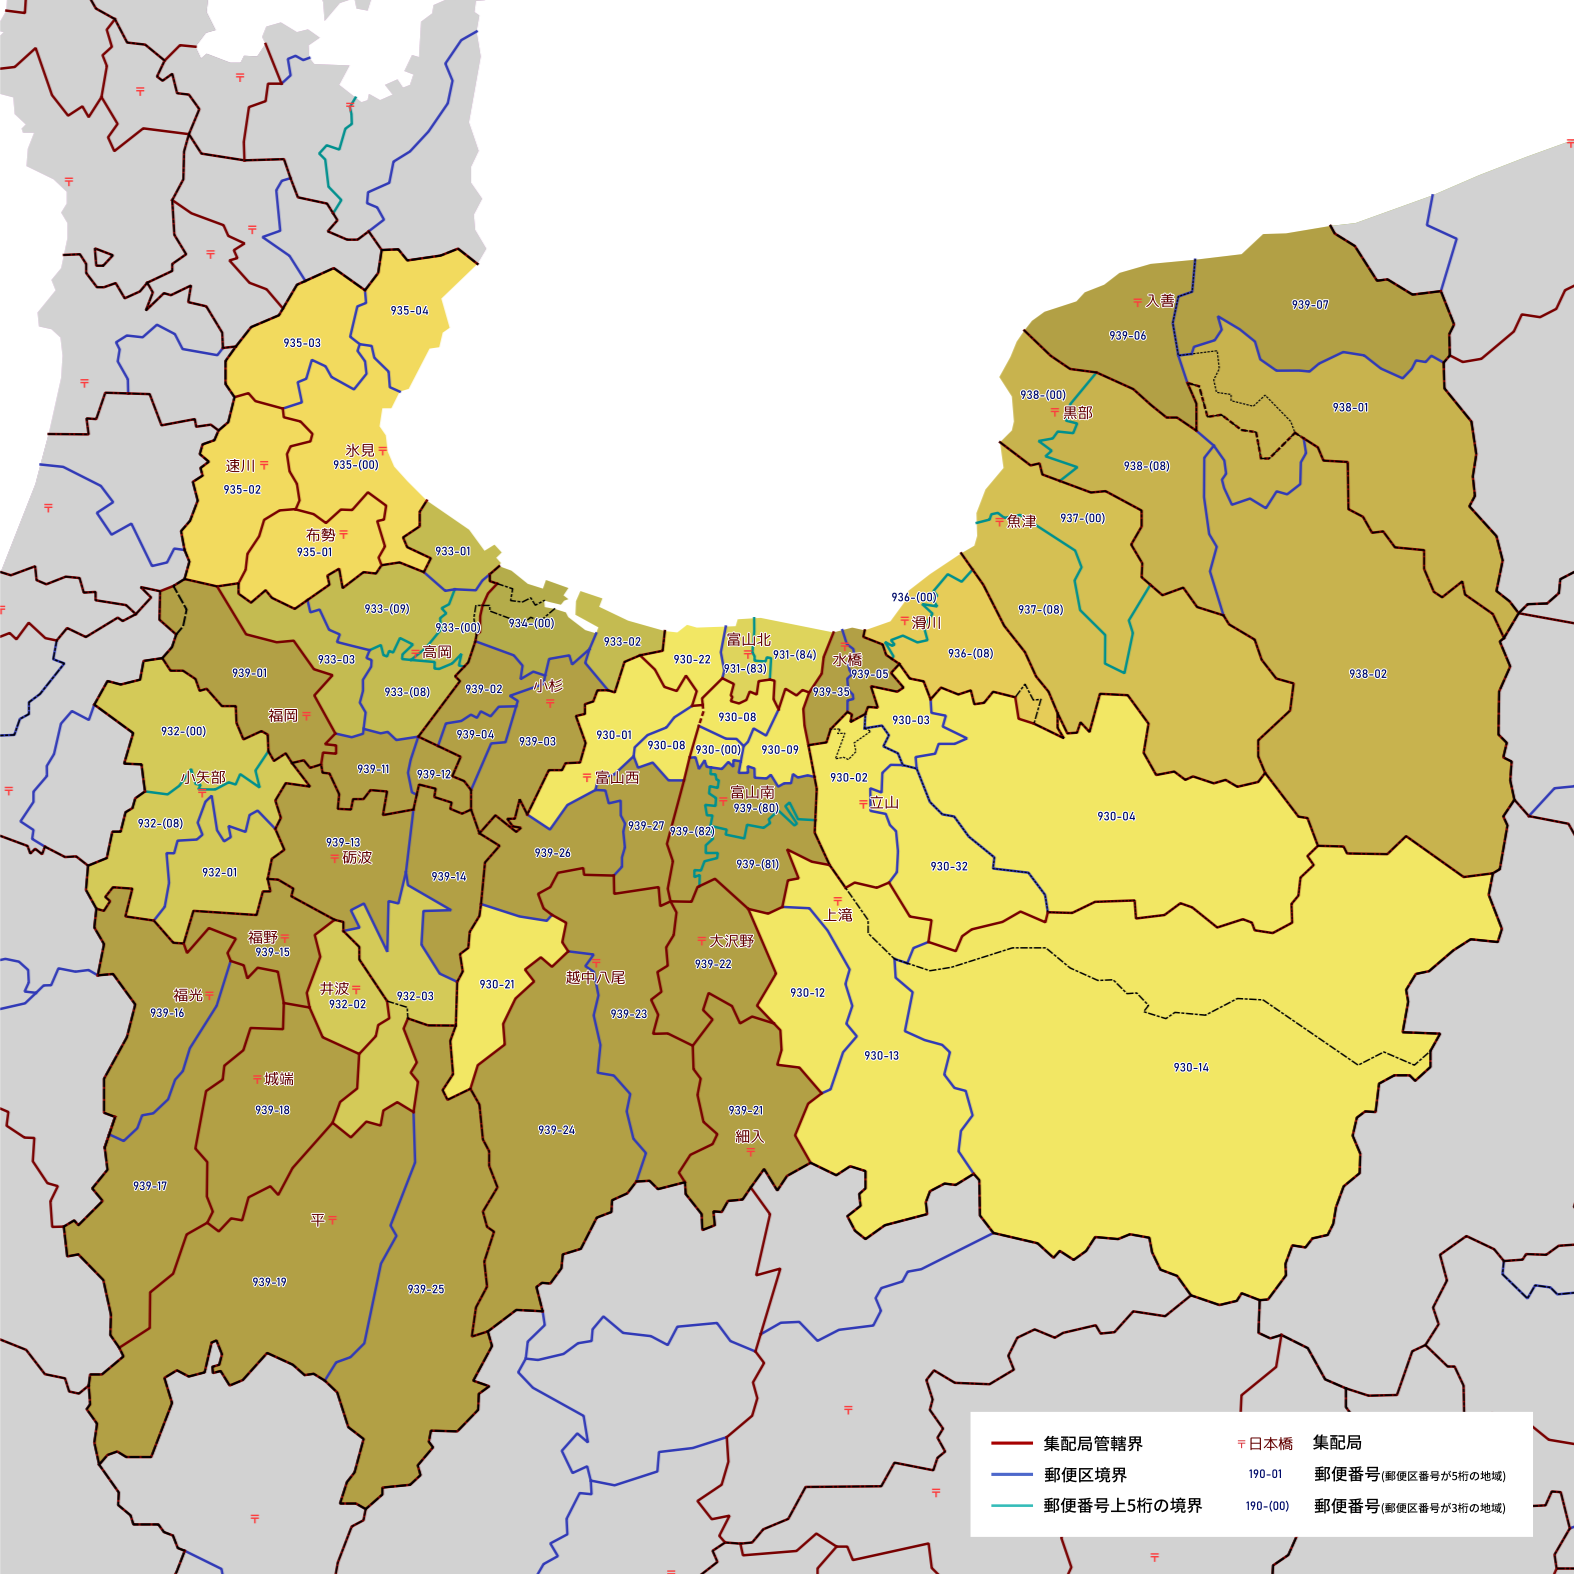 935-04
935-03
939-07
〒入善
939-06
938-(00)
〒黒部
938-01
氷見〒
935-(00)
速川〒
935-02
938-(08)
布勢〒
935-01
937-(00)
〒魚津
933-01
936-(00)
〒滑川
933-(09)
937-(08)
934-(00)
933-(00)
933-02
富山北
〒
〒
水橋
931-(84)
931-(83)
930-22
933-03
〒高岡
936-(08)
939-01
939-05
938-02
933-(08)
939-02
小杉
〒
939-35
福岡〒
930-08
930-03
932-(00)
939-04
939-03
930-01
930-08
930-(00)
930-09
939-11
939-12
小矢部
〒
〒富山西
930-02
〒富山南
939-(80)
〒立山
930-04
932-(08)
939-27
939-(82)
939-13
〒砺波
939-26
939-(81)
932-01
939-14
930-32
〒
上滝
福野〒
939-15
〒大沢野
939-22
〒
越中八尾
930-21
井波〒
932-02
932-03
福光〒
939-16
930-12
939-23
930-13
930-14
〒城端
939-18
939-21
939-24
細入
〒
939-17
平〒
939-19
939-25
集配局管轄界
〒日本橋
集配局
郵便区境界
190-01
郵便番号(郵便区番号が5桁の地域)
郵便番号上5桁の境界
190-(00)
郵便番号(郵便区番号が3桁の地域)